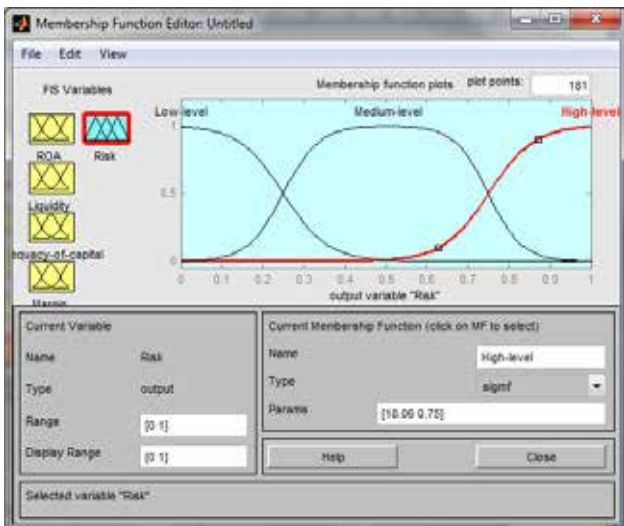 Membership Function Editor: Untitled
File Edit View
FIS Variables
Membership function plots plot points: 181
Low-level Medium-level High-level
ROA Risk
Liquidity
equacy-of-capital
Margin
1
0.5
0
0 0.1 0.2 0.3 0.4 0.5 0.6 0.7 0.8 0.9 1
output variable "Risk"
Current Variable
Name Risk
Type output
Range [0 1]
Display Range [0 1]
Current Membership Function (click on MF to select)
Name High-level
Type sigmf
Params [18.06 0.75]
Help Close
Selected variable "Risk"